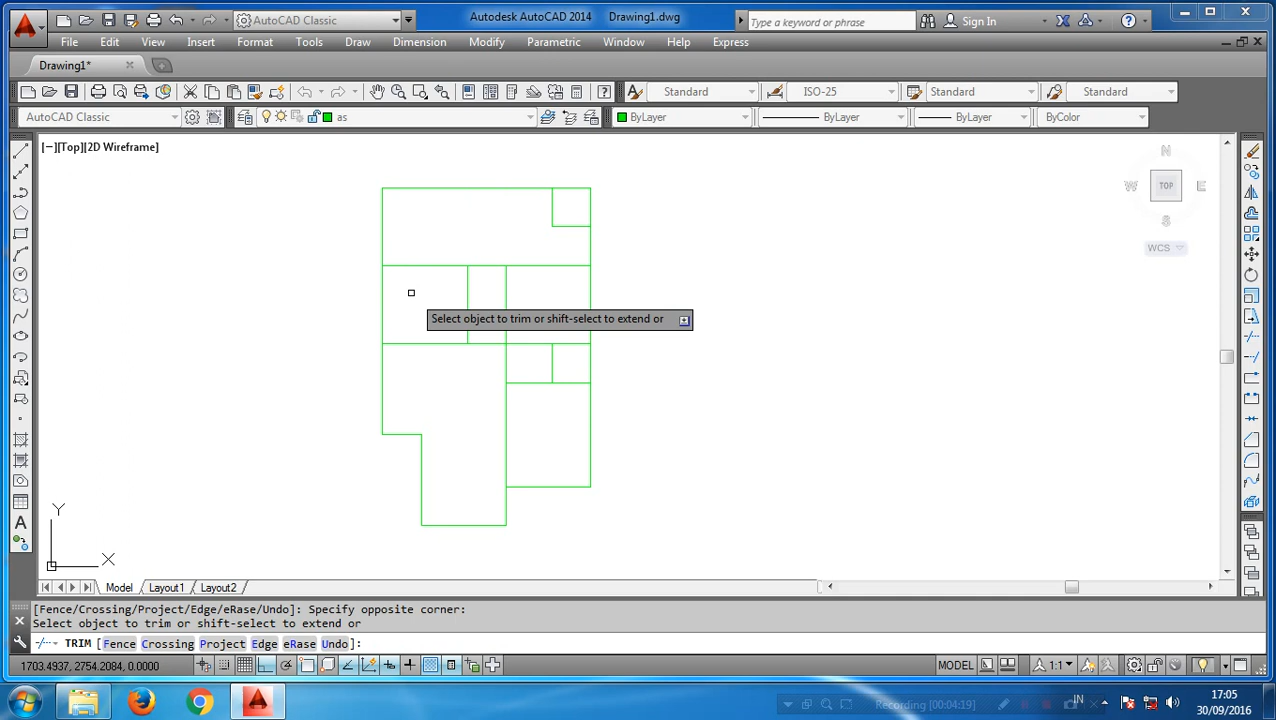 AutoCAD Classic
Autodesk AutoCAD 2014 Drawing1.dwg
Type a keyword or phrase
Sign In
File Edit View Insert Format Tools Draw Dimension Modify Parametric Window Help Express
Drawing1*
Standard ISO-25 Standard Standard
AutoCAD Classic as ByLayer ByLayer ByLayer ByColor
[−][Top][2D Wireframe]
N
W TOP E
S
WCS
Select object to trim or shift-select to extend or
Y
X
Model Layout1 Layout2
[Fence/Crossing/Project/Edge/eRase/Undo]: Specify opposite corner:
Select object to trim or shift-select to extend or
TRIM [Fence Crossing Project Edge eRase Undo]:
1703.4937, 2754.2084, 0.0000 MODEL 1:1
Recording [00:04:19] IN 17:05
30/09/2016